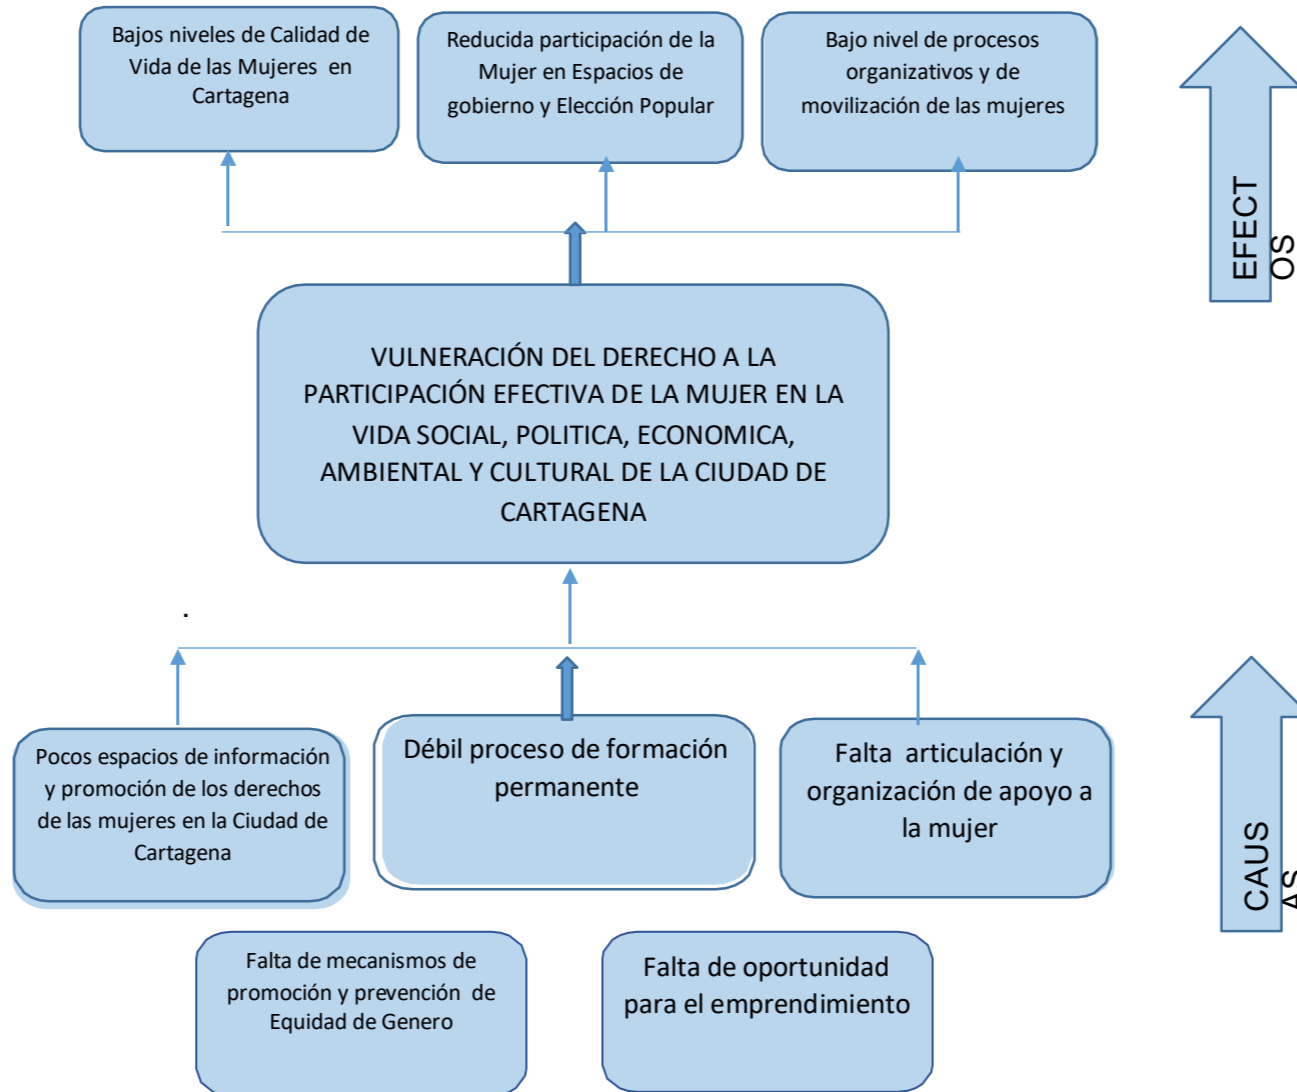 Bajos niveles de Calidad de
Vida de las Mujeres en
Cartagena
Reducida participación de la
Mujer en Espacios de
gobierno y Elección Popular
Bajo nivel de procesos
organizativos y de
movilización de las mujeres
EFECT
OS
VULNERACIÓN DEL DERECHO A LA
PARTICIPACIÓN EFECTIVA DE LA MUJER EN LA
VIDA SOCIAL, POLITICA, ECONOMICA,
AMBIENTAL Y CULTURAL DE LA CIUDAD DE
CARTAGENA
.
Pocos espacios de información
y promoción de los derechos
de las mujeres en la Ciudad de
Cartagena
Débil proceso de formación
permanente
Falta articulación y
organización de apoyo a
la mujer
CAUS
AS
Falta de mecanismos de
promoción y prevención de
Equidad de Genero
Falta de oportunidad
para el emprendimiento